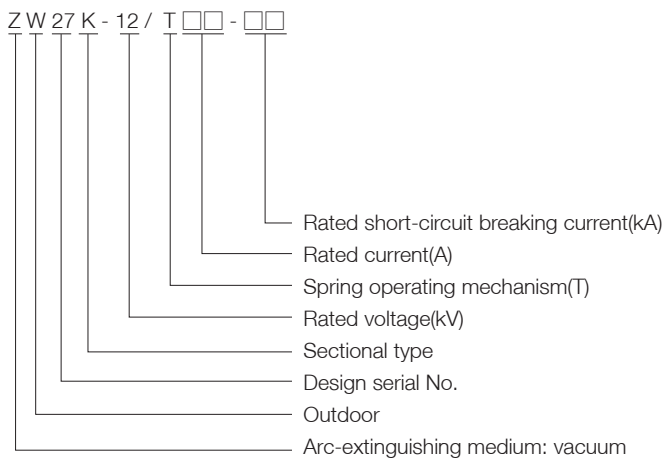 Z W 27 K - 12 / T □□ - □□
Rated short-circuit breaking current(kA)
Rated current(A)
Spring operating mechanism(T)
Rated voltage(kV)
Sectional type
Design serial No.
Outdoor
Arc-extinguishing medium: vacuum